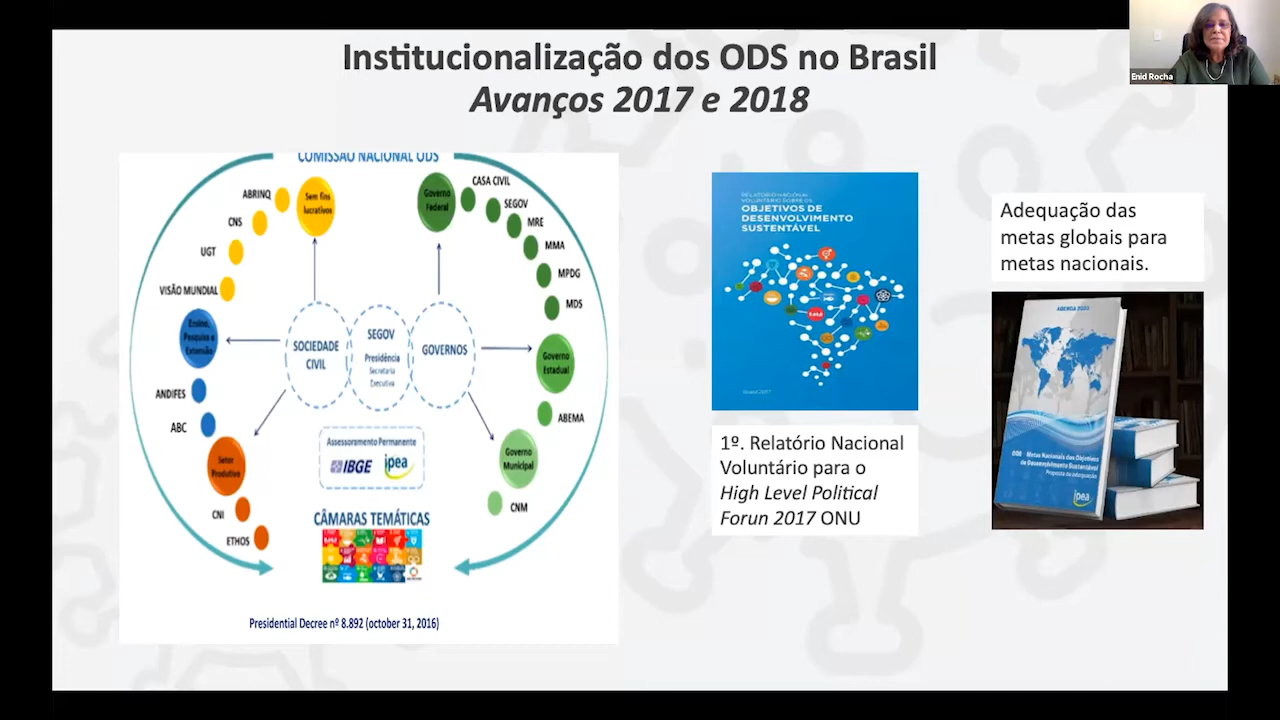 Institucionalização dos ODS no Brasil
Avanços 2017 e 2018
Enid Rocha
COMISSÃO NACIONAL ODS
ABRINQ
CNS
UGT
VISÃO MUNDIAL
Sem fins
lucrativos
Ensino,
Pesquisa e
Extensão
ANDIFES
ABC
Setor
Produtivo
CNI
ETHOS
SOCIEDADE
CIVIL
SEGOV
Presidência
Secretaria
Executiva
GOVERNOS
Governo
Federal
CASA CIVIL
SEGOV
MRE
MMA
MPDG
MDS
Governo
Estadual
ABEMA
Governo
Municipal
CNM
Assessoramento Permanente
IBGE
ipea
CÂMARAS TEMÁTICAS
Presidential Decree nº 8.892 (october 31, 2016)
RELATÓRIO NACIONAL
VOLUNTÁRIO SOBRE OS
OBJETIVOS DE
DESENVOLVIMENTO
SUSTENTÁVEL
Brasil 2017
1º. Relatório Nacional
Voluntário para o
High Level Political
Forun 2017 ONU
Adequação das
metas globais para
metas nacionais.
AGENDA 2030
ODS Metas Nacionais dos Objetivos
de Desenvolvimento Sustentável
Proposta de adequação
ipea